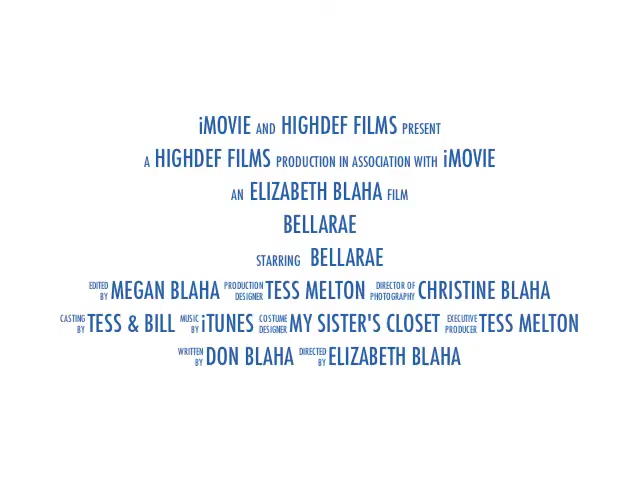 iMOVIE AND HIGHDEF FILMS PRESENT
A HIGHDEF FILMS PRODUCTION IN ASSOCIATION WITH iMOVIE
AN ELIZABETH BLAHA FILM
BELLARAE
STARRING BELLARAE
EDITED BY MEGAN BLAHA PRODUCTION DESIGNER TESS MELTON DIRECTOR OF PHOTOGRAPHY CHRISTINE BLAHA
CASTING BY TESS & BILL MUSIC BY iTUNES COSTUME DESIGNER MY SISTER'S CLOSET EXECUTIVE PRODUCER TESS MELTON
WRITTEN BY DON BLAHA DIRECTED BY ELIZABETH BLAHA